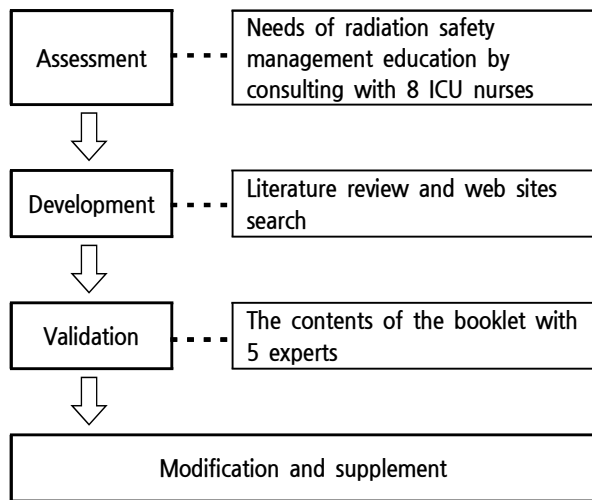 Assessment
Needs of radiation safety
management education by
consulting with 8 ICU nurses
Development
Literature review and web sites
search
Validation
The contents of the booklet with
5 experts
Modification and supplement